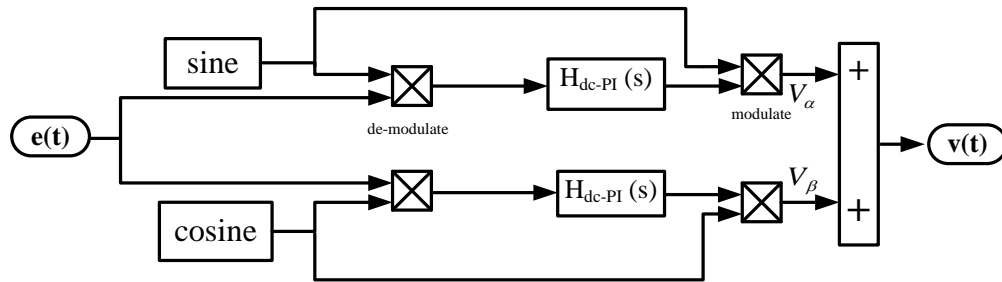 sine
H_dc-PI (s)
de-modulate
modulate
V_α
+
e(t)
v(t)
cosine
H_dc-PI (s)
V_β
+